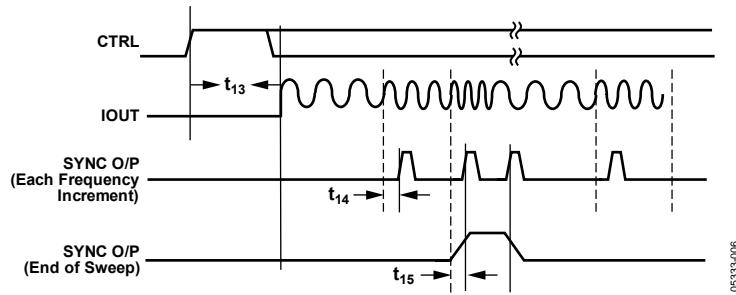 CTRL
t13
IOUT
SYNC O/P
(Each Frequency
Increment)
t14
SYNC O/P
(End of Sweep)
t15
05333-006